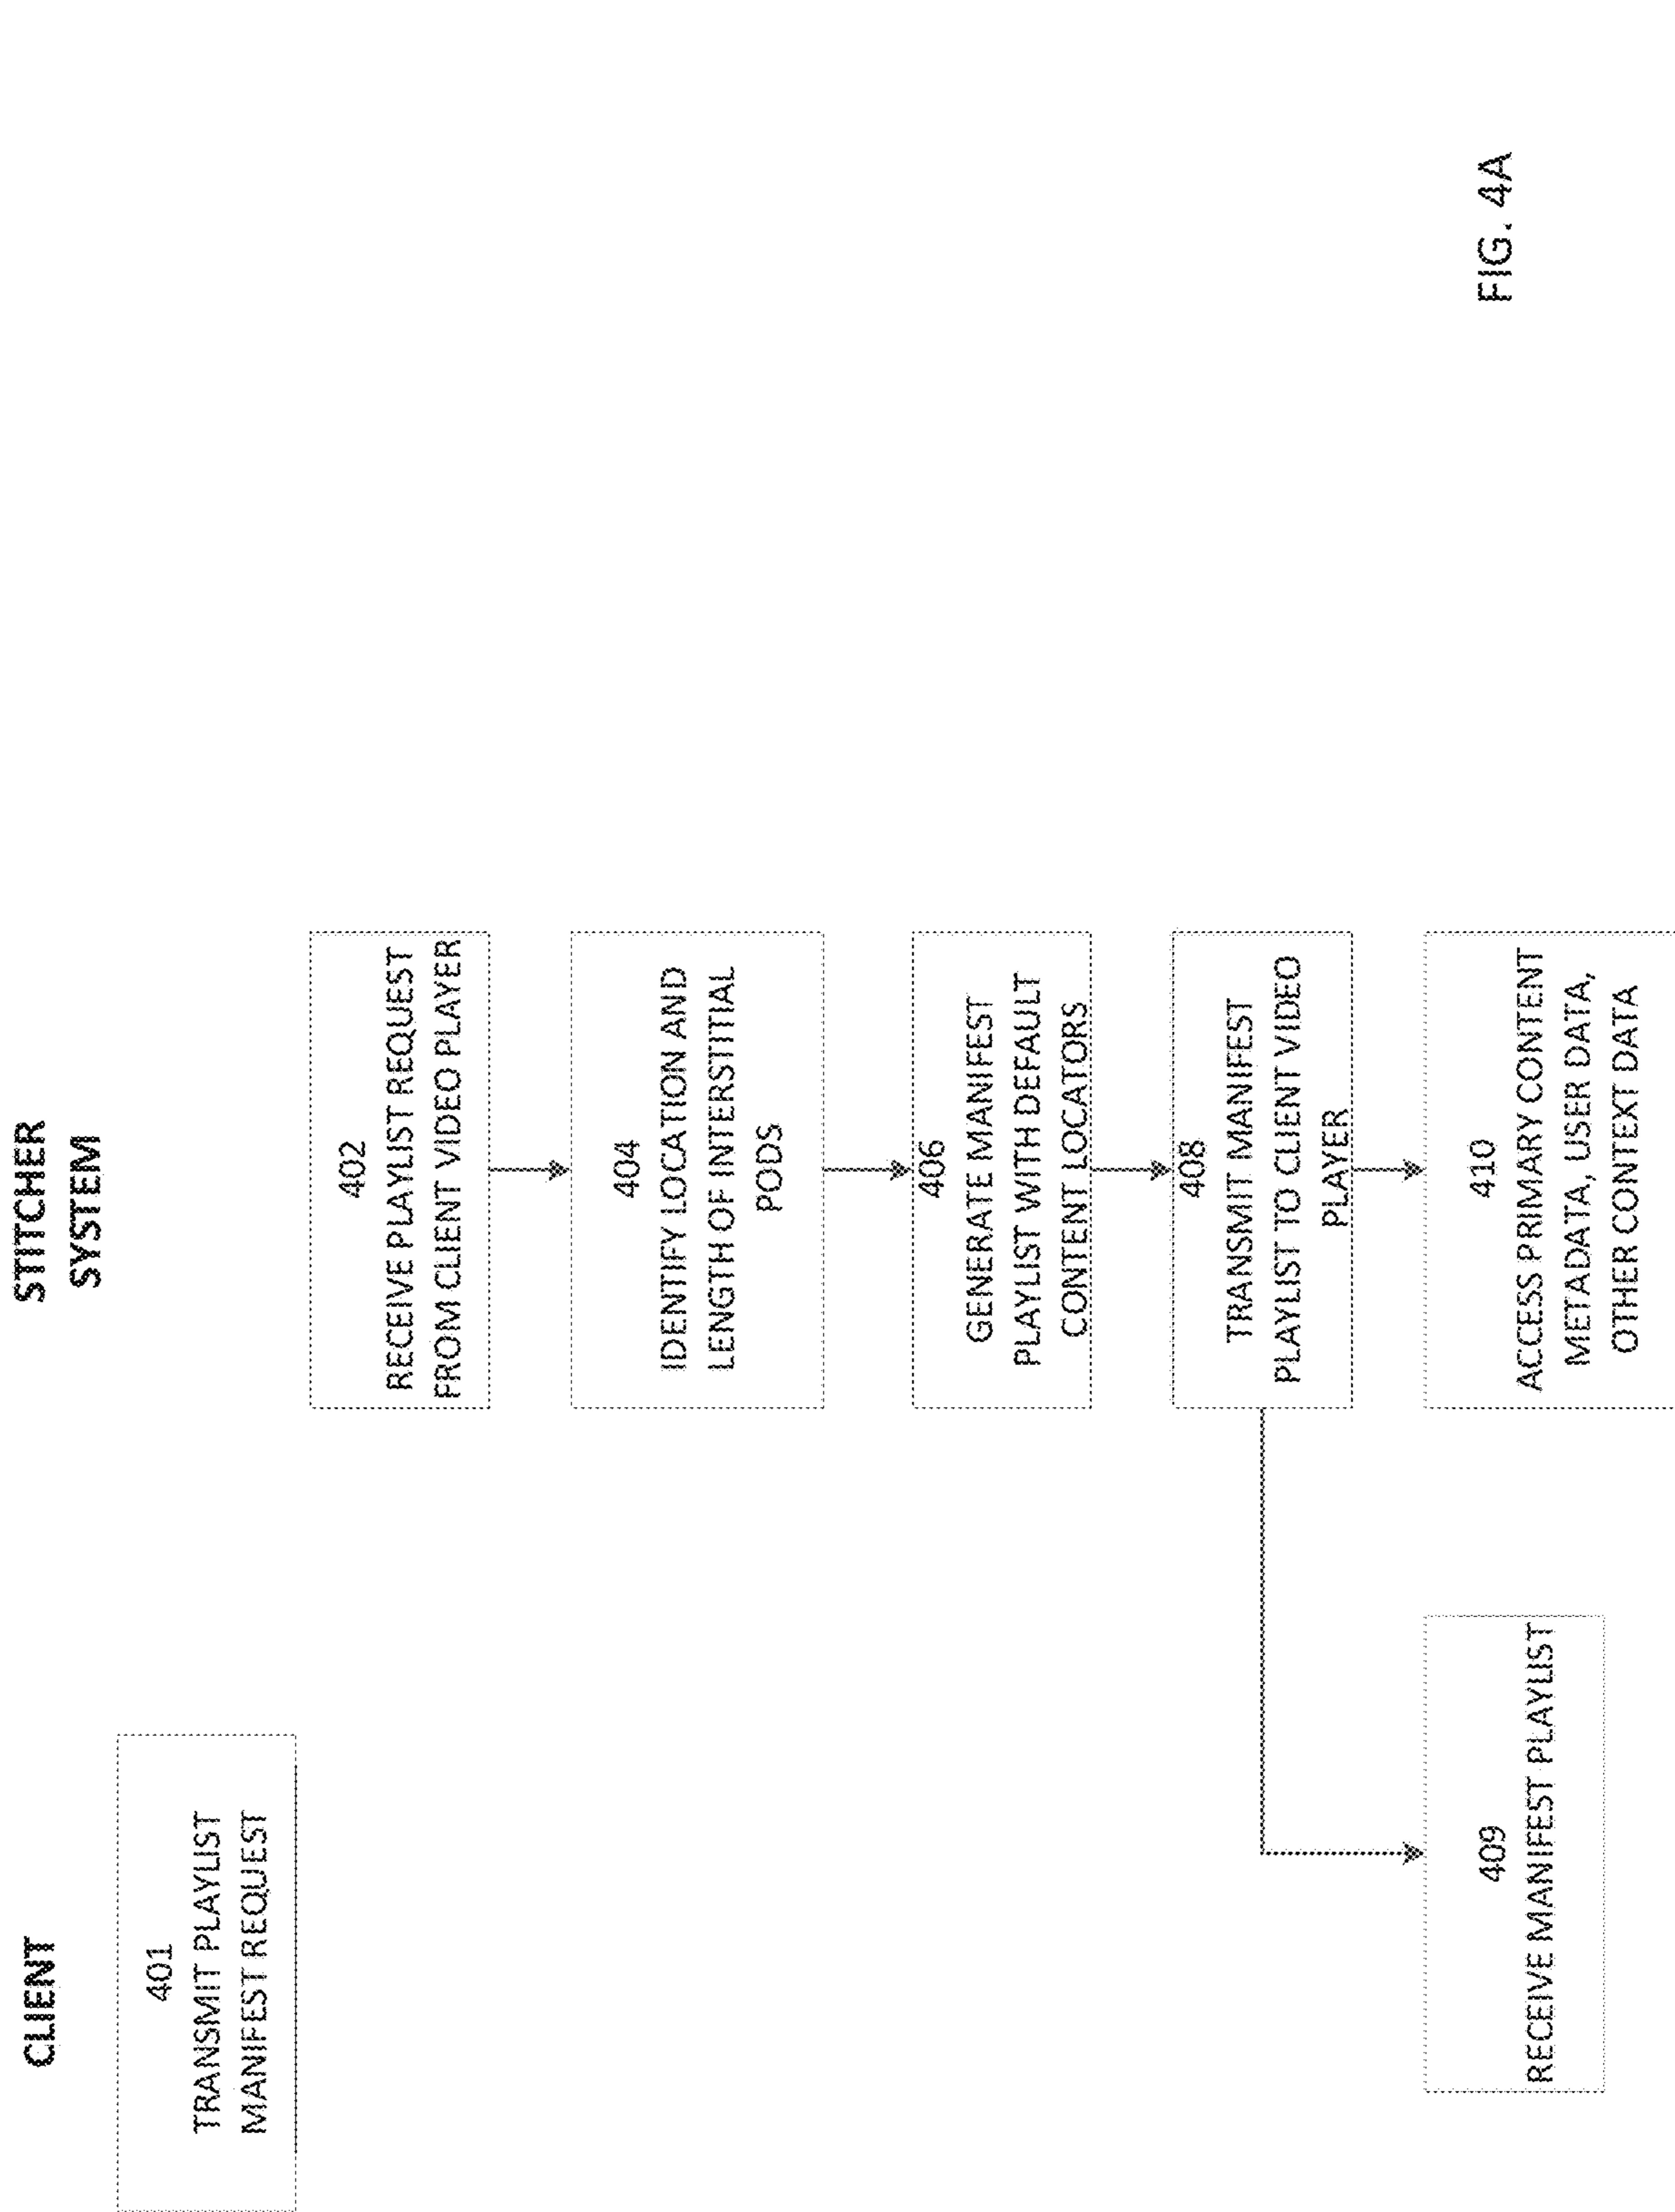 CLIENT
STITCHER
SYSTEM
401
TRANSMIT PLAYLIST
MANIFEST REQUEST
402
RECEIVE PLAYLIST REQUEST
FROM CLIENT VIDEO PLAYER
404
IDENTIFY LOCATION AND
LENGTH OF INTERSTITIAL
PODS
406
GENERATE MANIFEST
PLAYLIST WITH DEFAULT
CONTENT LOCATORS
408
TRANSMIT MANIFEST
PLAYLIST TO CLIENT VIDEO
PLAYER
409
RECEIVE MANIFEST PLAYLIST
410
ACCESS PRIMARY CONTENT
METADATA, USER DATA,
OTHER CONTEXT DATA
FIG. 4A